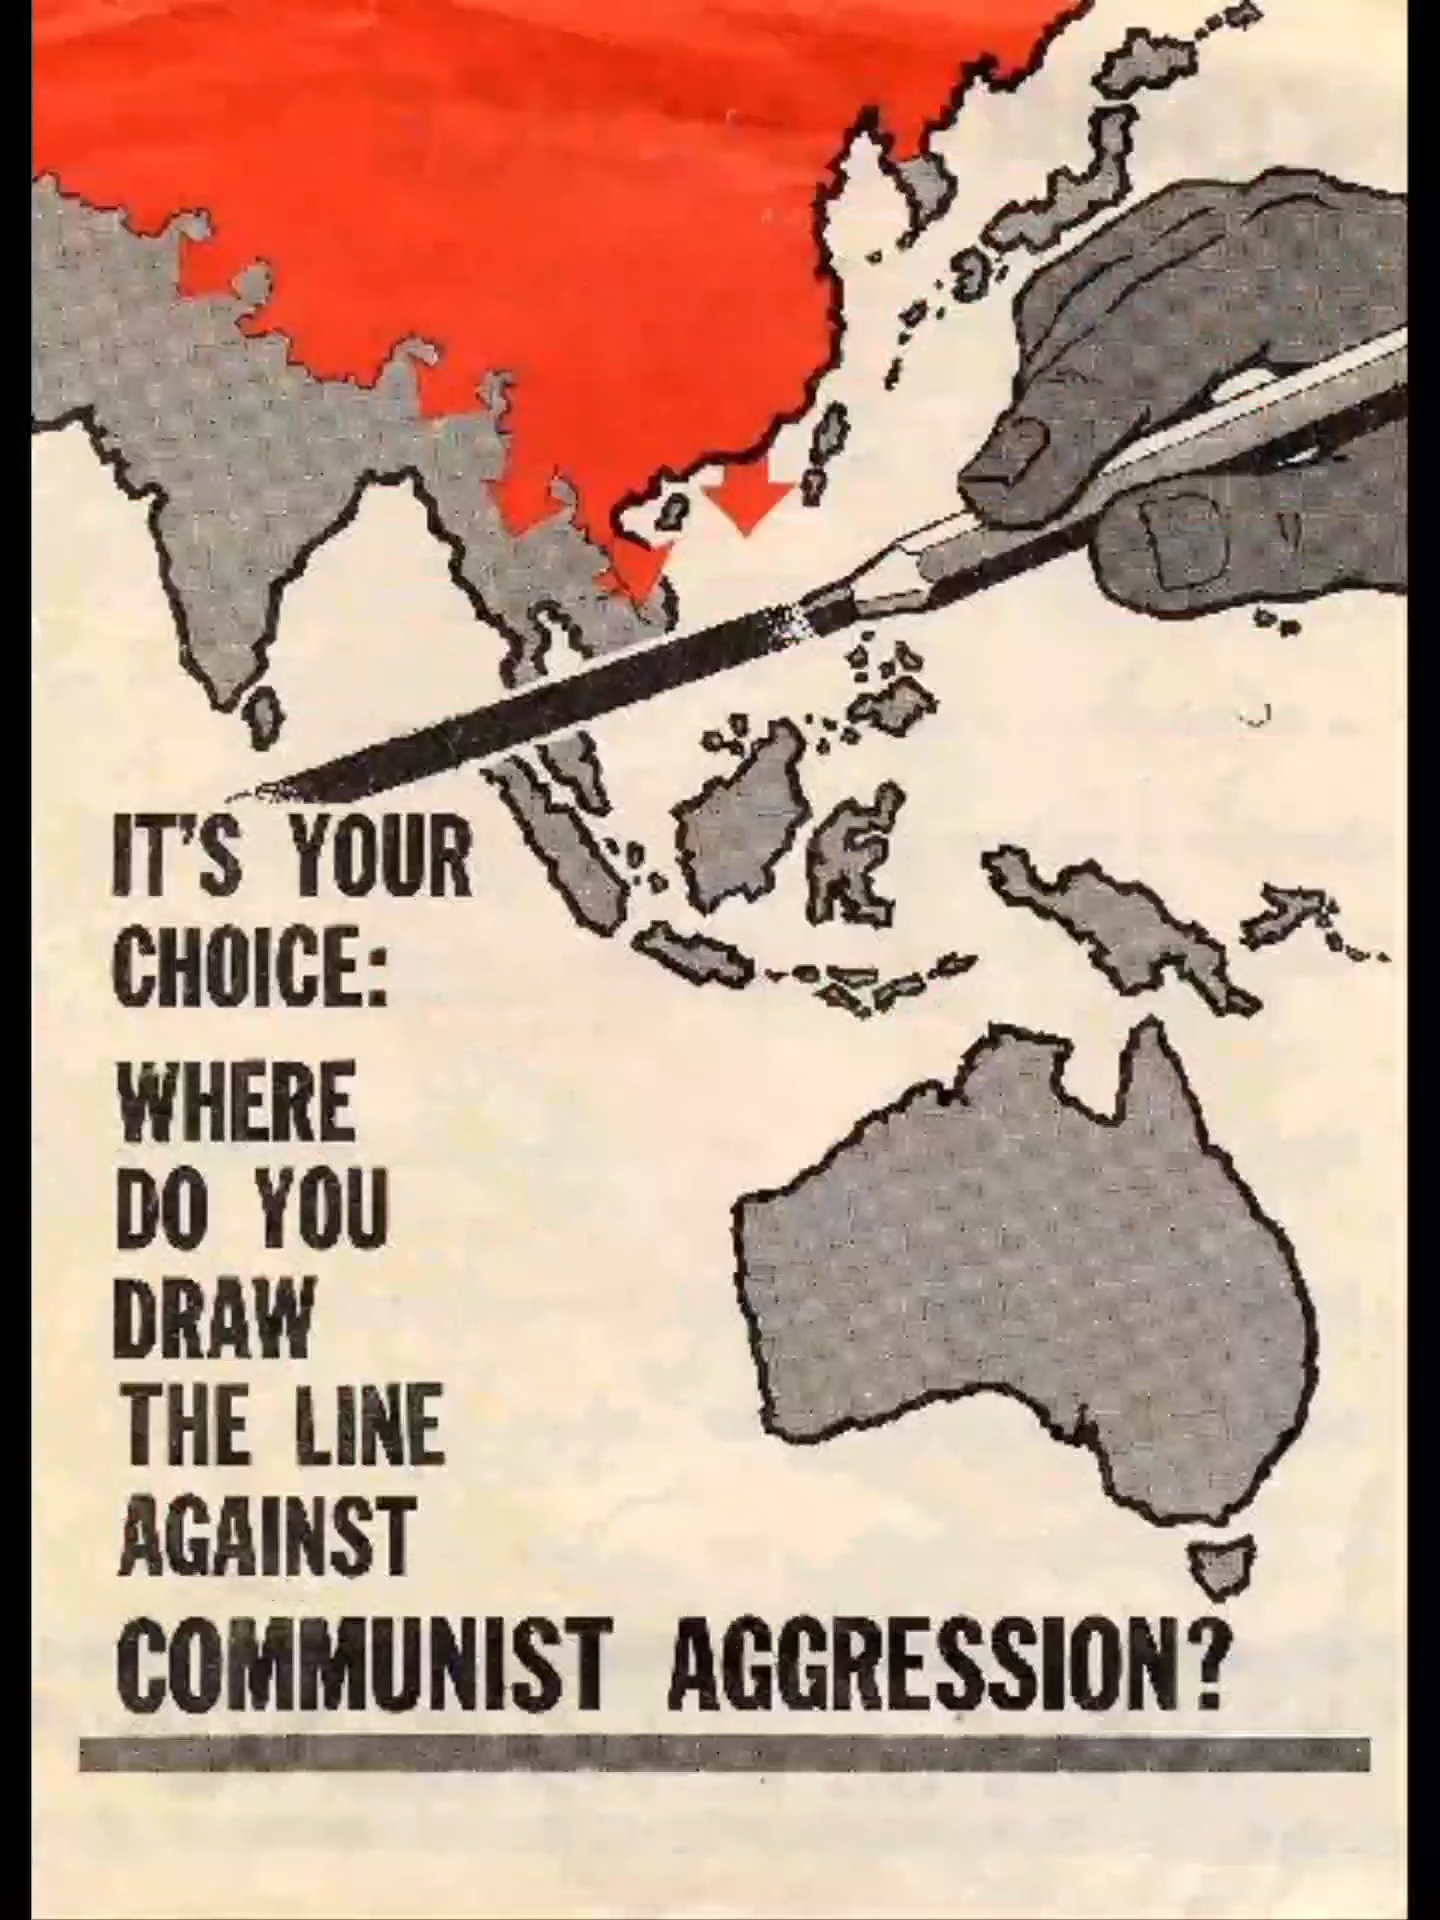 IT'S YOUR
CHOICE:
WHERE
DO YOU
DRAW
THE LINE
AGAINST
COMMUNIST AGGRESSION?